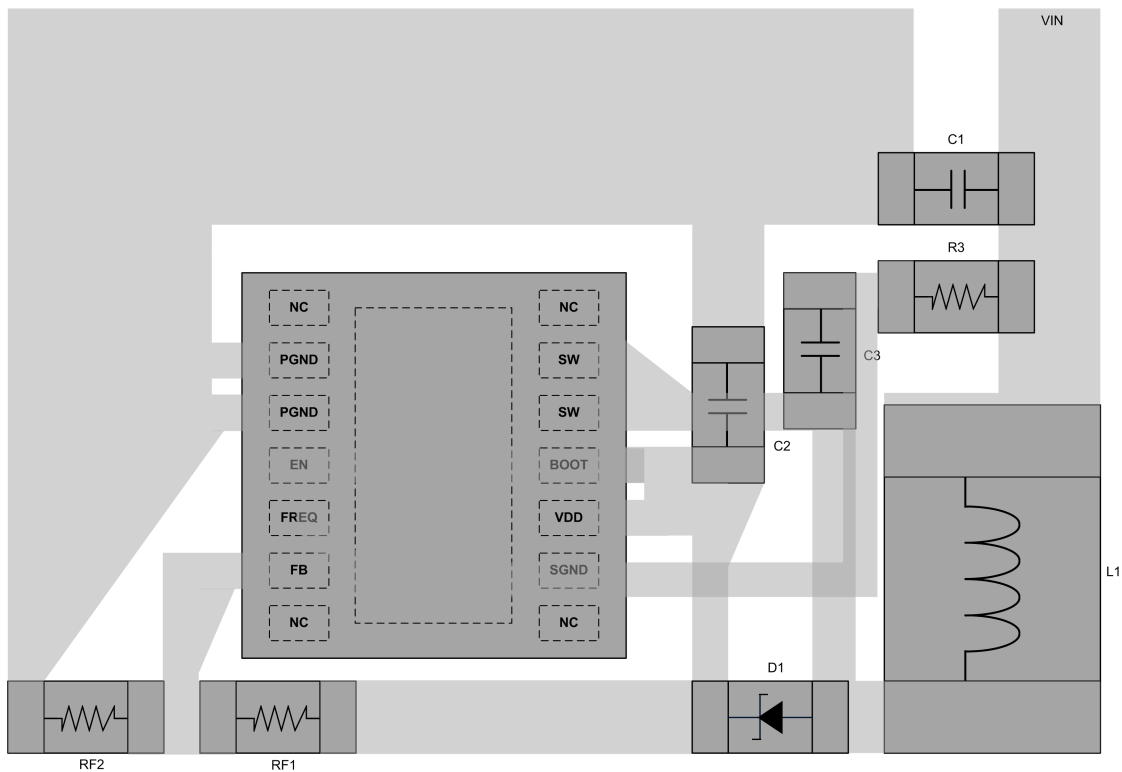 VIN
C1
R3
NC
NC
PGND
SW
C3
PGND
SW
C2
EN
BOOT
FREQ
VDD
FB
SGND
L1
NC
NC
D1
RF2
RF1